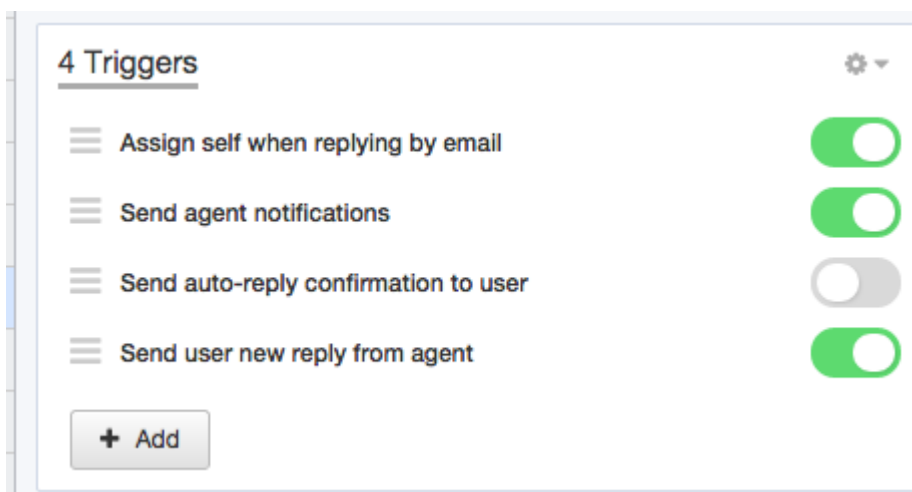 4 Triggers
Assign self when replying by email
Send agent notifications
Send auto-reply confirmation to user
Send user new reply from agent
+ Add